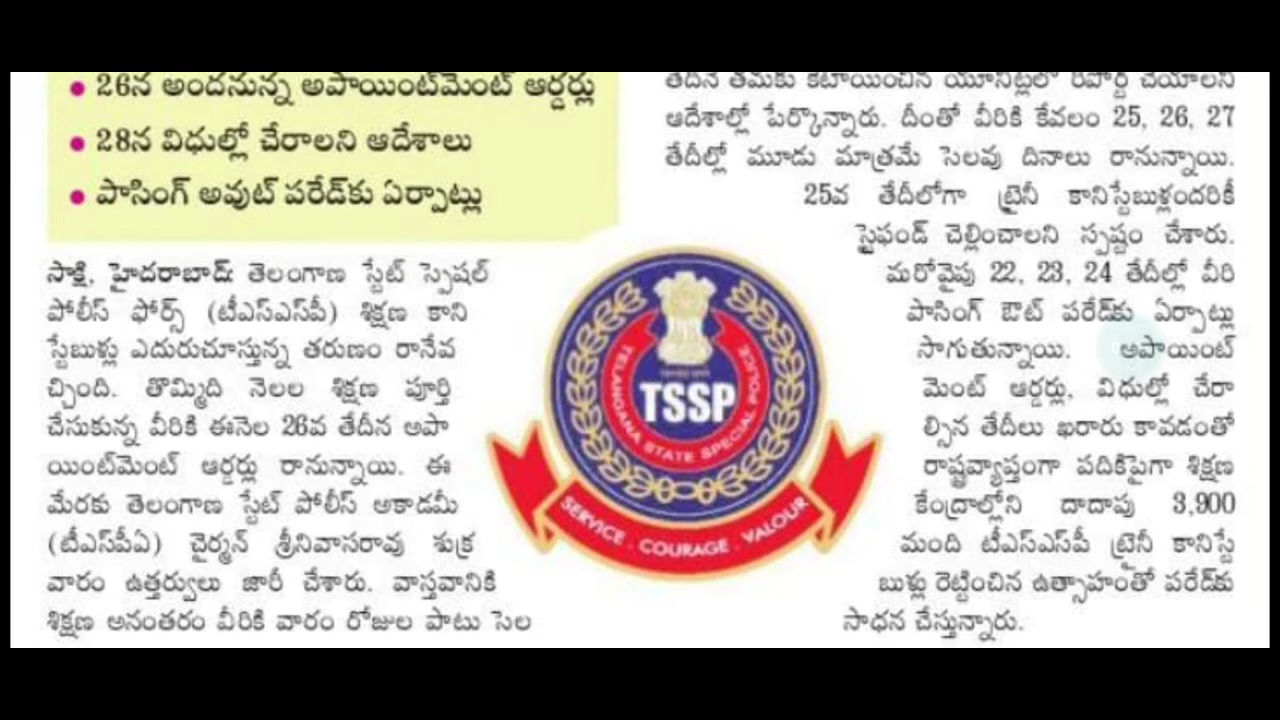 • 26న అందనున్న అపాయింట్‌మెంట్ ఆర్డర్లు
• 28న విధుల్లో చేరాలని ఆదేశాలు
• పాసింగ్ అవుట్ పరేడ్‌కు ఏర్పాట్లు
సాక్షి, హైదరాబాద్: తెలంగాణ స్టేట్ స్పెషల్
పోలీస్ ఫోర్స్ (టీఎస్ఎస్‌పీ) శిక్షణ కాని
స్టేబుళ్లు ఎదురుచూస్తున్న తరుణం రానేవ
చ్చింది. తొమ్మిది నెలల శిక్షణ పూర్తి
చేసుకున్న వీరికి ఈనెల 26వ తేదీన అపా
యింట్‌మెంట్ ఆర్డర్లు రానున్నాయి. ఈ
మేరకు తెలంగాణ స్టేట్ పోలీస్ అకాడమీ
(టీఎస్‌పీఏ) చైర్మన్ శ్రీనివాసరావు శుక్ర
వారం ఉత్తర్వులు జారీ చేశారు. వాస్తవానికి
శిక్షణ అనంతరం వీరికి వారం రోజుల పాటు సెల
తేదీనే తమకు కేటాయించిన యూనిట్లలో రిపోర్ట్ చేయాలని
ఆదేశాల్లో పేర్కొన్నారు. దీంతో వీరికి కేవలం 25, 26, 27
తేదీల్లో మూడు మాత్రమే సెలవు దినాలు రానున్నాయి.
25వ తేదీలోగా ట్రైనీ కానిస్టేబుళ్లందరికీ
స్టైఫండ్ చెల్లించాలని స్పష్టం చేశారు.
మరోవైపు 22, 23, 24 తేదీల్లో వీరి
పాసింగ్ ఔట్ పరేడ్‌కు ఏర్పాట్లు
సాగుతున్నాయి. అపాయింట్
మెంట్ ఆర్డర్లు, విధుల్లో చేరా
ల్సిన తేదీలు ఖరారు కావడంతో
రాష్ట్రవ్యాప్తంగా పదికిపైగా శిక్షణ
కేంద్రాల్లోని దాదాపు 3,900
మంది టీఎస్ఎస్‌పీ ట్రైనీ కానిస్టే
బుళ్లు రెట్టించిన ఉత్సాహంతో పరేడ్‌కు
సాధన చేస్తున్నారు.
TSSP
TELANGANA STATE SPECIAL POLICE
SERVICE . COURAGE . VALOUR